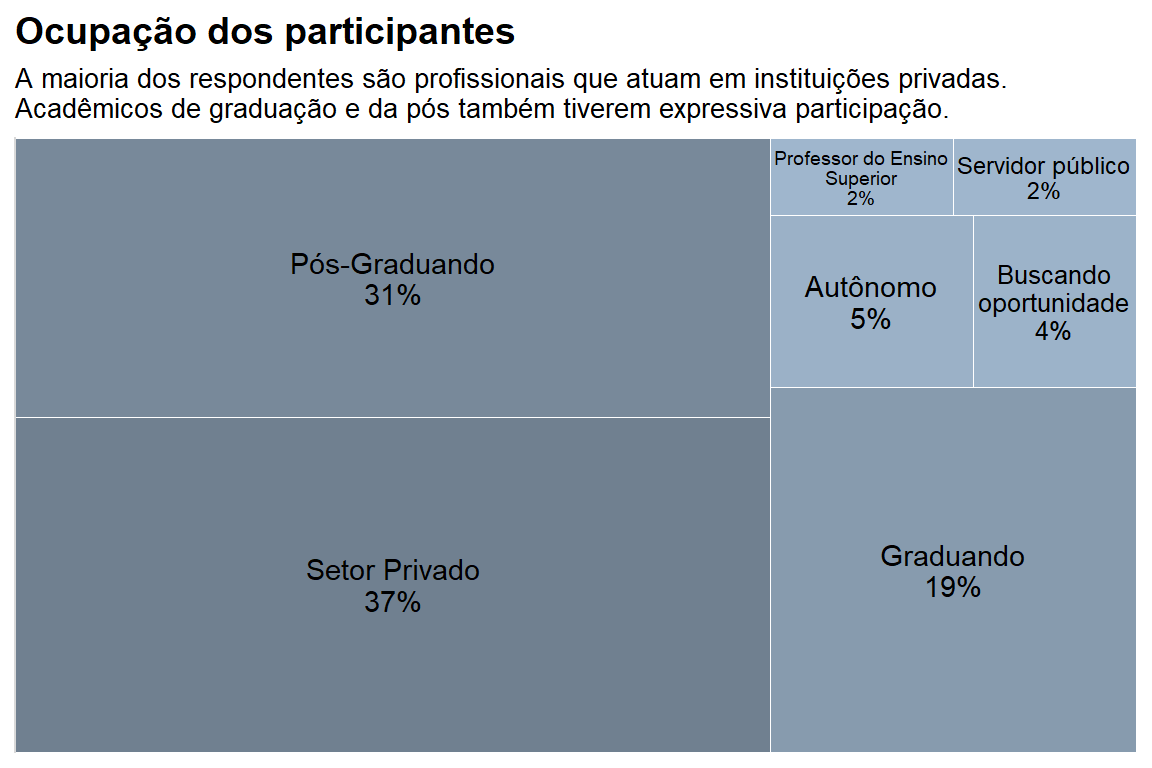 Ocupação dos participantes
A maioria dos respondentes são profissionais que atuam em instituições privadas.
Acadêmicos de graduação e da pós também tiverem expressiva participação.
Pós-Graduando
31%
Setor Privado
37%
Professor do Ensino
Superior
2%
Servidor público
2%
Autônomo
5%
Buscando
oportunidade
4%
Graduando
19%